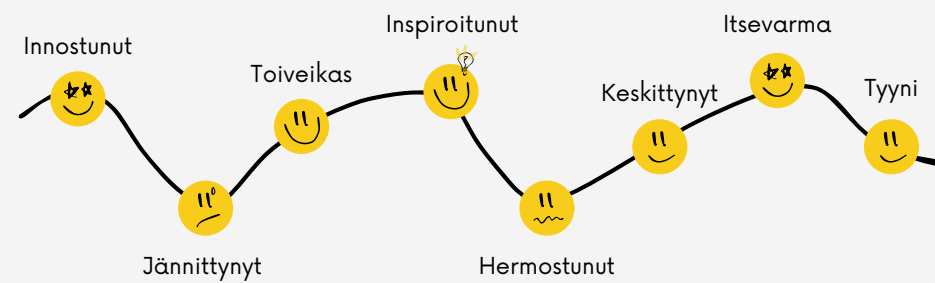 Innostunut
Jännittynyt
Toiveikas
Inspiroitunut
Hermostunut
Keskittynyt
Itsevarma
Tyyni